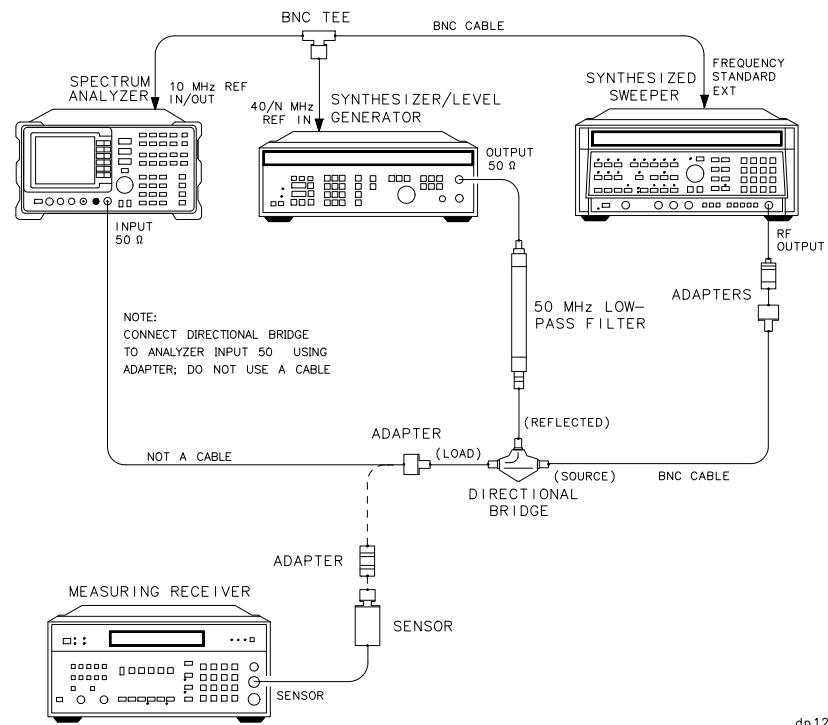 BNC TEE
BNC CABLE
SPECTRUM
ANALYZER
10 MHz REF
IN/OUT
40/N MHz
REF IN
SYNTHESIZER/LEVEL
GENERATOR
SYNTHESIZED
SWEEPER
FREQUENCY
STANDARD
EXT
OUTPUT
50 Ω
INPUT
50 Ω
RF
OUTPUT
ADAPTERS
50 MHz LOW-
PASS FILTER
NOTE:
CONNECT DIRECTIONAL BRIDGE
TO ANALYZER INPUT 50 USING
ADAPTER; DO NOT USE A CABLE
(REFLECTED)
ADAPTER
(LOAD)
NOT A CABLE
(SOURCE)
BNC CABLE
DIRECTIONAL
BRIDGE
ADAPTER
MEASURING RECEIVER
SENSOR
SENSOR
dp12